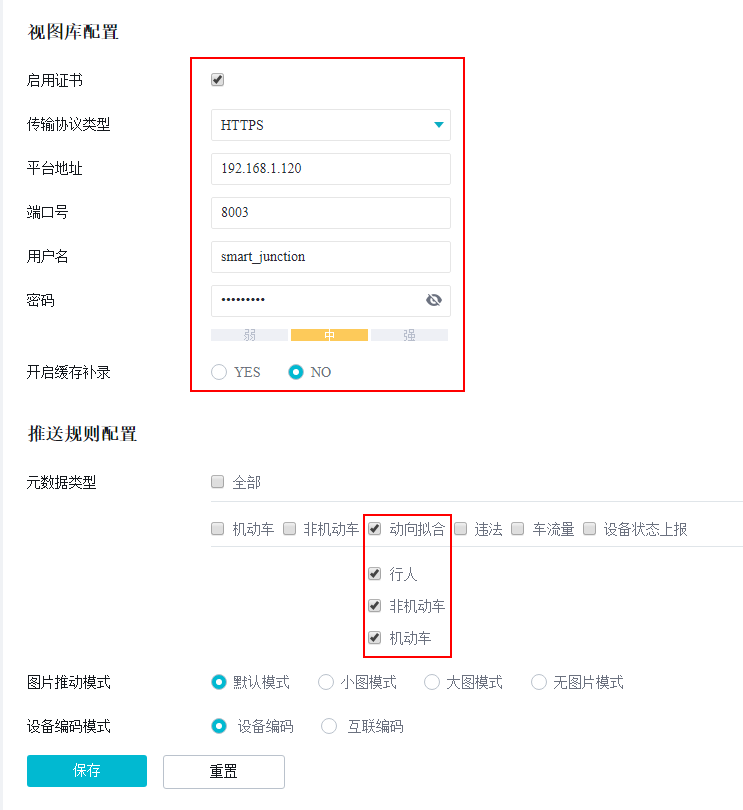 视图库配置
启用证书
传输协议类型 HTTPS
平台地址 192.168.1.120
端口号 8003
用户名 smart_junction
密码 •••••••••
弱 中 强
开启缓存补录 YES NO
推送规则配置
元数据类型 全部
机动车 非机动车 动向拟合 违法 车流量 设备状态上报
行人
非机动车
机动车
图片推动模式 默认模式 小图模式 大图模式 无图片模式
设备编码模式 设备编码 互联编码
保存 重置